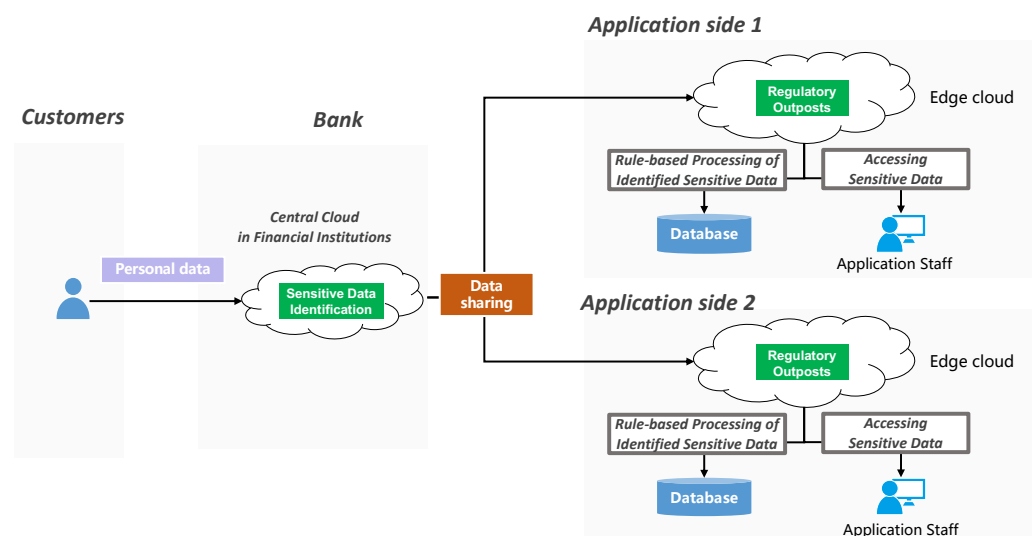 Customers
Personal data
Bank
Central Cloud
in Financial Institutions
Sensitive Data
Identification
Data
sharing
Application side 1
Regulatory
Outposts
Edge cloud
Rule-based Processing of
Identified Sensitive Data
Accessing
Sensitive Data
Database
Application Staff
Application side 2
Regulatory
Outposts
Edge cloud
Rule-based Processing of
Identified Sensitive Data
Accessing
Sensitive Data
Database
Application Staff